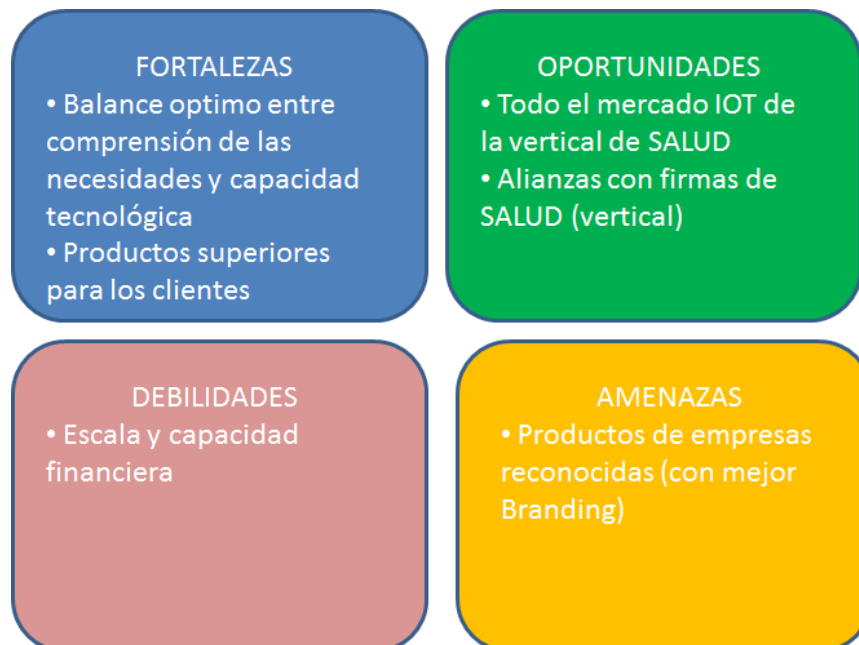 FORTALEZAS
• Balance optimo entre
comprensión de las
necesidades y capacidad
tecnológica
• Productos superiores
para los clientes
OPORTUNIDADES
• Todo el mercado IOT de
la vertical de SALUD
• Alianzas con firmas de
SALUD (vertical)
DEBILIDADES
• Escala y capacidad
financiera
AMENAZAS
• Productos de empresas
reconocidas (con mejor
Branding)